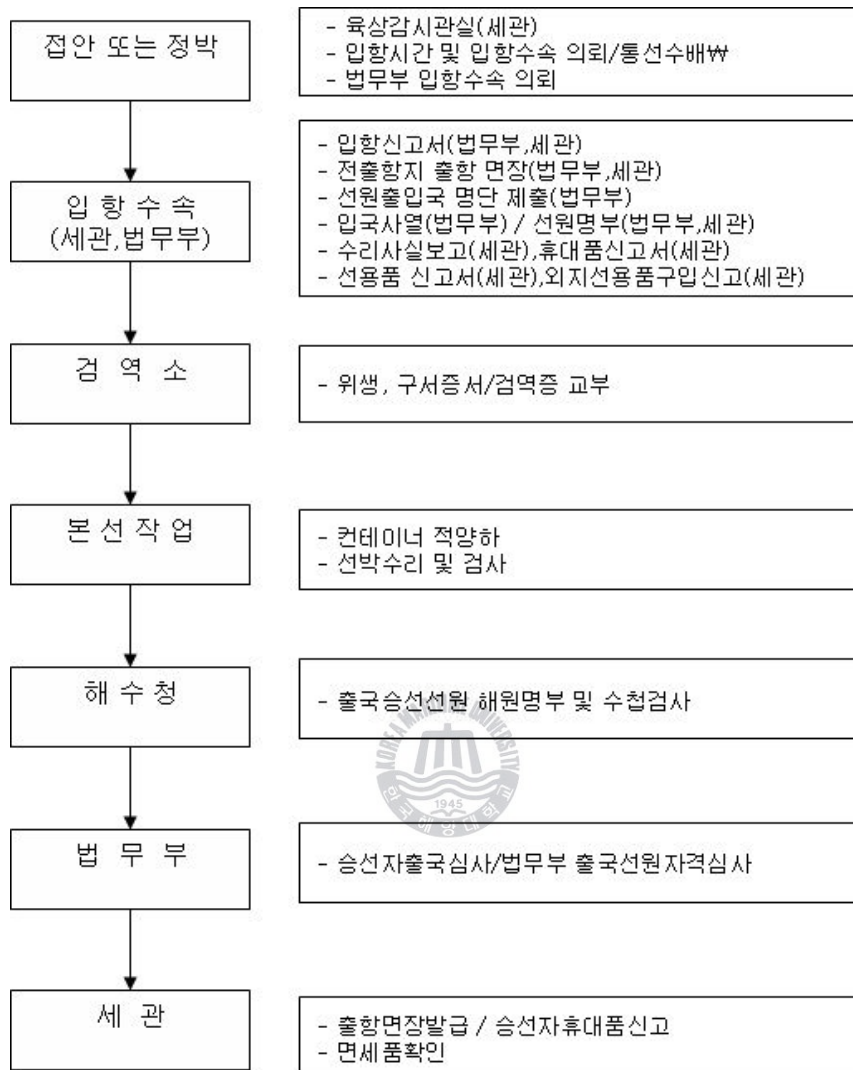 접안 또는 정박
- 육상감시관실(세관)
- 입항시간 및 입항수속 의뢰/통선수배₩
- 법무부 입항수속 의뢰
입 항 수 속
(세관,법무부)
- 입항신고서(법무부,세관)
- 전출항지 출항 면장(법무부,세관)
- 선원출입국 명단 제출(법무부)
- 입국사열(법무부) / 선원명부(법무부,세관)
- 수리사실보고(세관),휴대품신고서(세관)
- 선용품 신고서(세관),외지선용품구입신고(세관)
검 역 소
- 위생, 구서증서/검역증 교부
본 선 작 업
- 컨테이너 적양하
- 선박수리 및 검사
해 수 청
- 출국승선선원 해원명부 및 수첩검사
KOREA MARITIME UNIVERSITY
1945
한국해양대학교
법 무 부
- 승선자출국심사/법무부 출국선원자격심사
세 관
- 출항면장발급 / 승선자휴대품신고
- 면세품확인